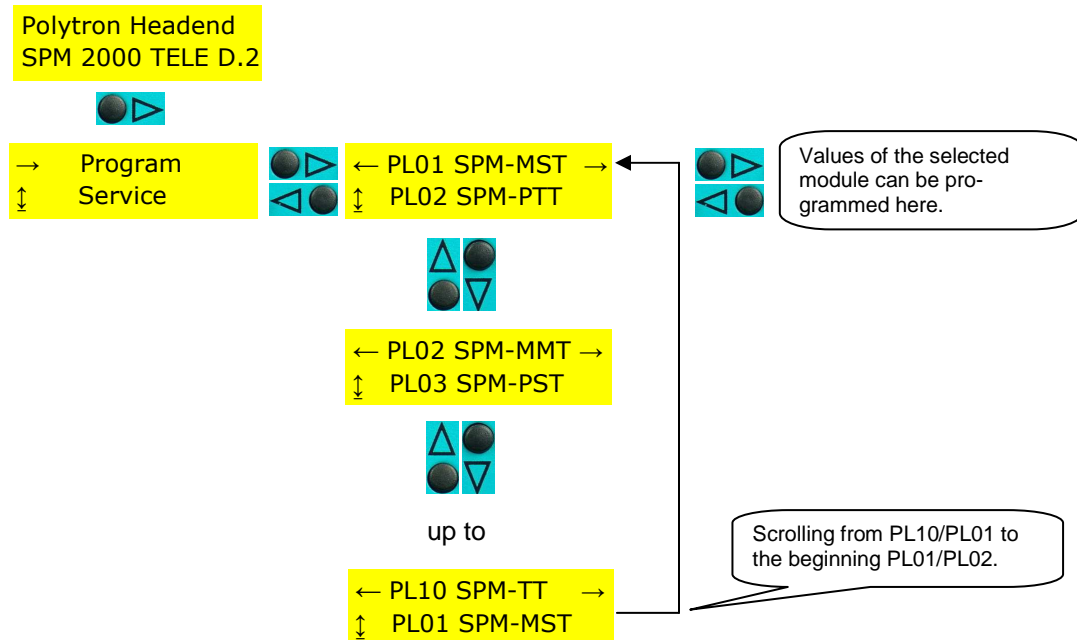 Polytron Headend
SPM 2000 TELE D.2
→ Program
↕ Service
← PL01 SPM-MST →
↕ PL02 SPM-PTT
Values of the selected
module can be pro-
grammed here.
← PL02 SPM-MMT →
↕ PL03 SPM-PST
up to
Scrolling from PL10/PL01 to
the beginning PL01/PL02.
← PL10 SPM-TT →
↕ PL01 SPM-MST